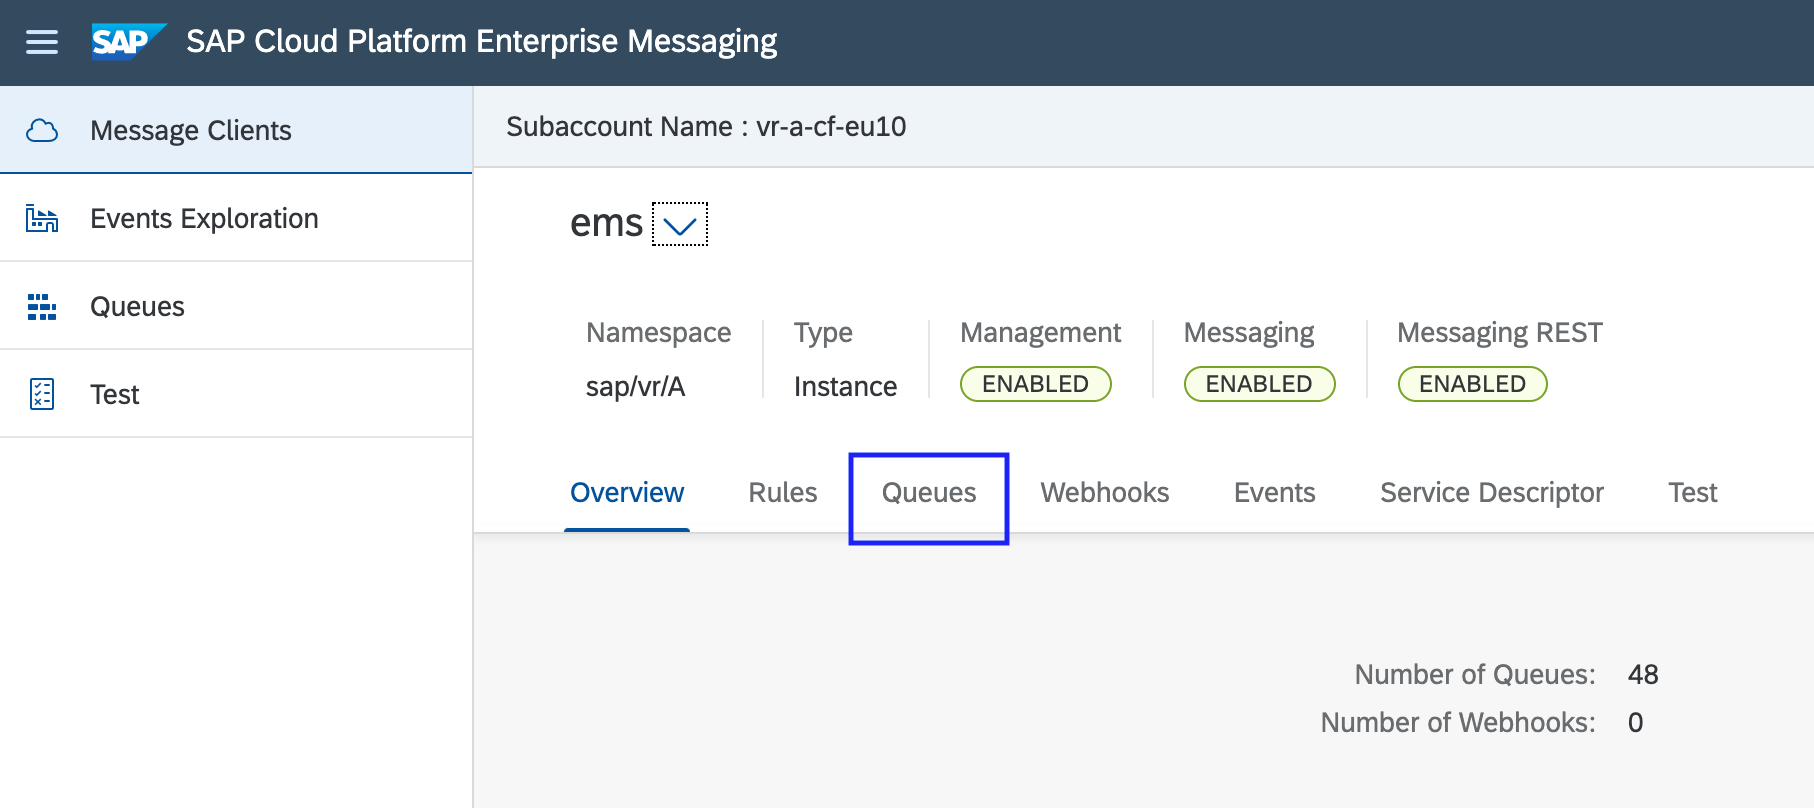 SAP SAP Cloud Platform Enterprise Messaging
Message Clients
Events Exploration
Queues
Test
Subaccount Name : vr-a-cf-eu10
ems
Namespace Type Management Messaging Messaging REST
sap/vr/A Instance ENABLED ENABLED ENABLED
Overview Rules Queues Webhooks Events Service Descriptor Test
Number of Queues: 48
Number of Webhooks: 0